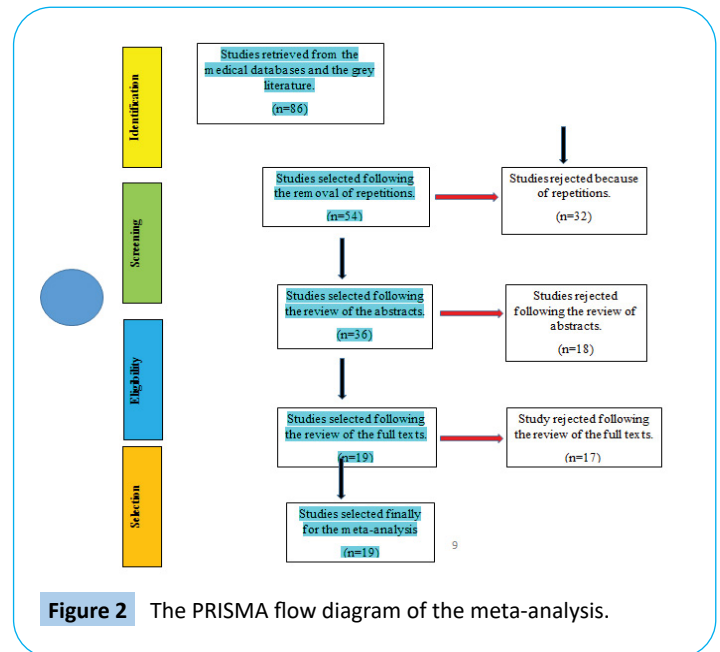 Identification
Studies retrieved from the
medical databases and the grey
literature.
(n=86)
Screening
Studies selected following
the removal of repetitions.
(n=54)
Studies rejected because
of repetitions.
(n=32)
Studies selected following
the review of the abstracts.
(n=36)
Studies rejected
following the review of
abstracts.
(n=18)
Eligibility
Studies selected following
the review of the full texts.
(n=19)
Study rejected following
the review of the full texts.
(n=17)
Selection
Studies selected finally
for the meta-analysis
(n=19)
9
Figure 2 The PRISMA flow diagram of the meta-analysis.